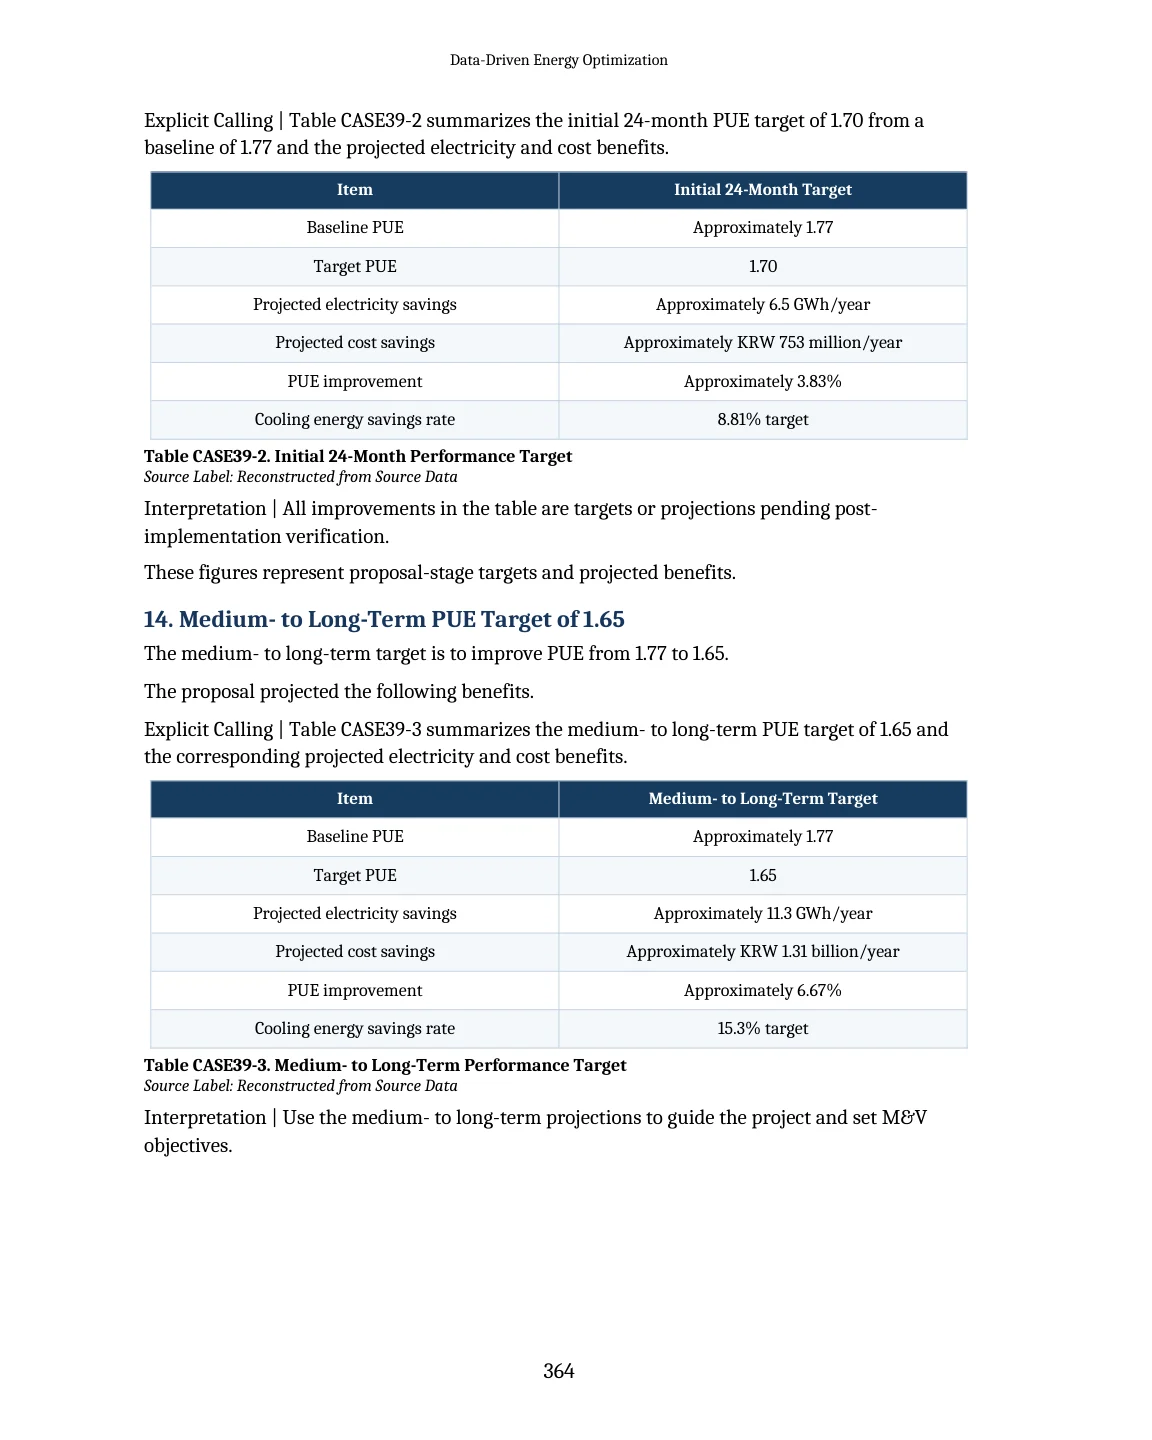 Data-Driven Energy Optimization
Explicit Calling | Table CASE39-2 summarizes the initial 24-month PUE target of 1.70 from a
baseline of 1.77 and the projected electricity and cost benefits.
Item Initial 24-Month Target
Baseline PUE Approximately 1.77
Target PUE 1.70
Projected electricity savings Approximately 6.5 GWh/year
Projected cost savings Approximately KRW 753 million/year
PUE improvement Approximately 3.83%
Cooling energy savings rate 8.81% target
Table CASE39-2. Initial 24-Month Performance Target
Source Label: Reconstructed from Source Data
Interpretation | All improvements in the table are targets or projections pending post-
implementation verification.
These figures represent proposal-stage targets and projected benefits.
14. Medium- to Long-Term PUE Target of 1.65
The medium- to long-term target is to improve PUE from 1.77 to 1.65.
The proposal projected the following benefits.
Explicit Calling | Table CASE39-3 summarizes the medium- to long-term PUE target of 1.65 and
the corresponding projected electricity and cost benefits.
Item Medium- to Long-Term Target
Baseline PUE Approximately 1.77
Target PUE 1.65
Projected electricity savings Approximately 11.3 GWh/year
Projected cost savings Approximately KRW 1.31 billion/year
PUE improvement Approximately 6.67%
Cooling energy savings rate 15.3% target
Table CASE39-3. Medium- to Long-Term Performance Target
Source Label: Reconstructed from Source Data
Interpretation | Use the medium- to long-term projections to guide the project and set M&V
objectives.
364